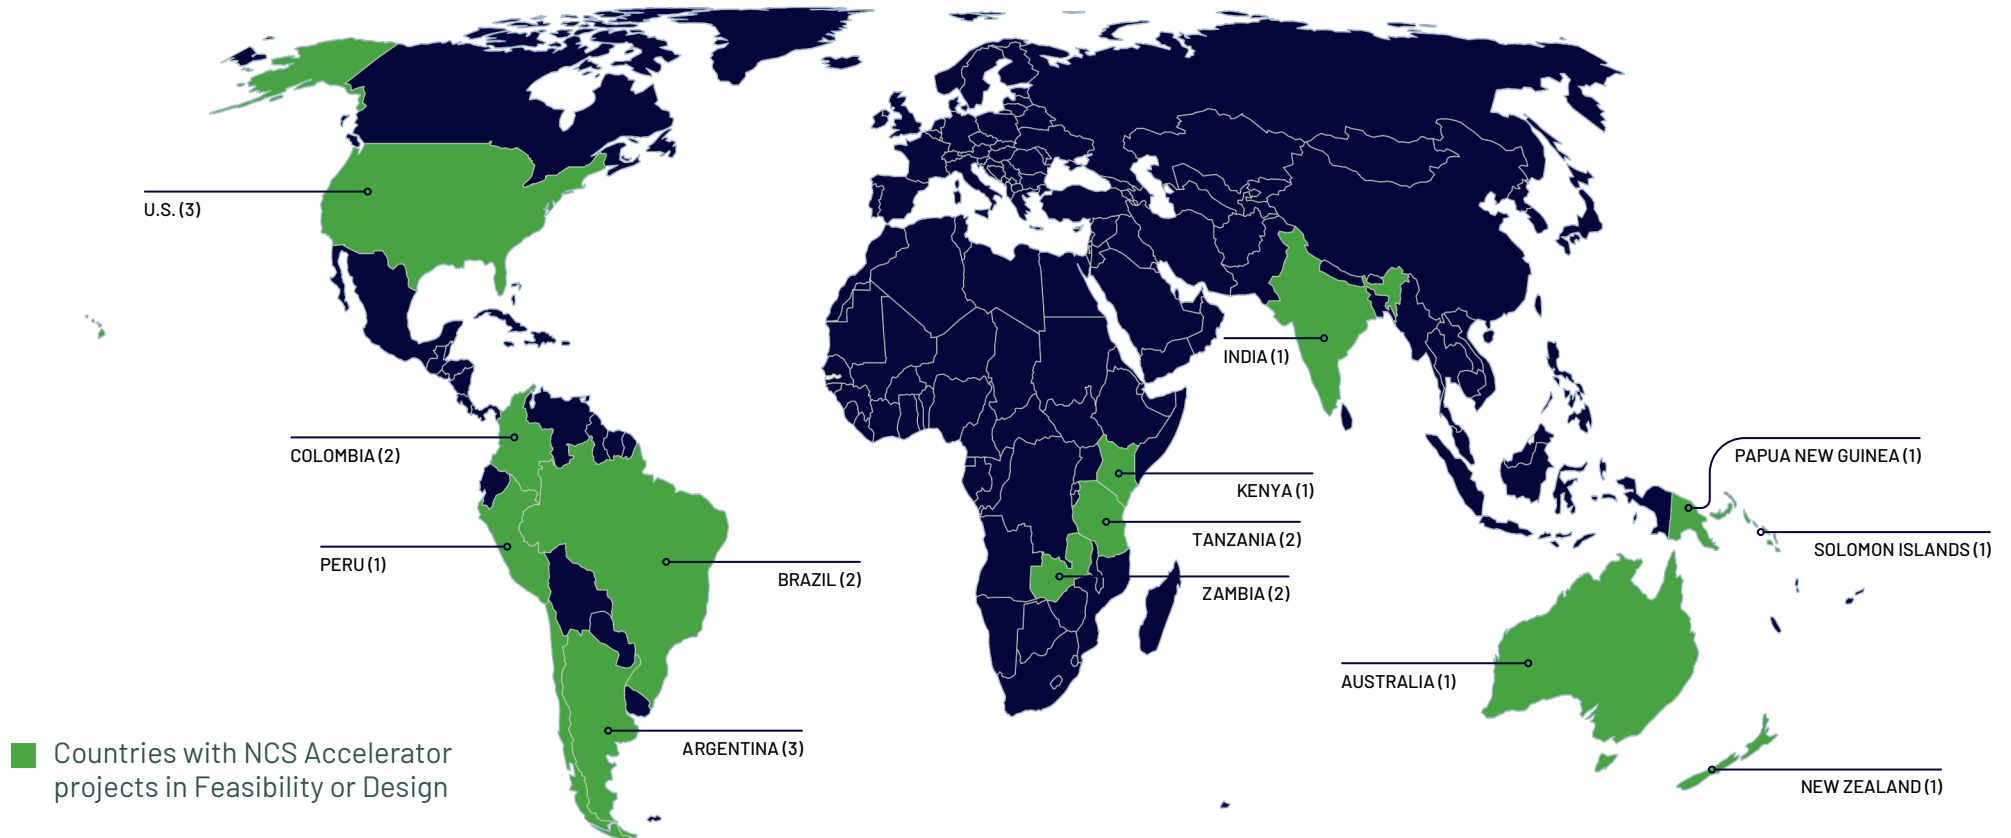 U.S. (3)
INDIA (1)
COLOMBIA (2)
PAPUA NEW GUINEA (1)
KENYA (1)
TANZANIA (2)
SOLOMON ISLANDS (1)
PERU (1)
BRAZIL (2)
ZAMBIA (2)
AUSTRALIA (1)
ARGENTINA (3)
Countries with NCS Accelerator
projects in Feasibility or Design
NEW ZEALAND (1)